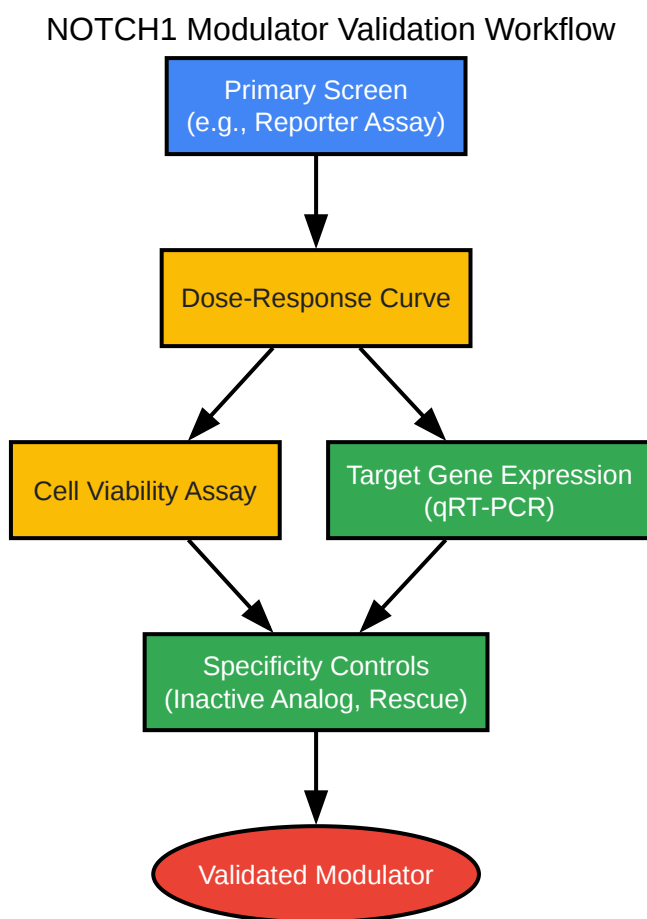 NOTCH1 Modulator Validation Workflow
Primary Screen
(e.g., Reporter Assay)
Dose-Response Curve
Cell Viability Assay
Target Gene Expression
(qRT-PCR)
Specificity Controls
(Inactive Analog, Rescue)
Validated Modulator